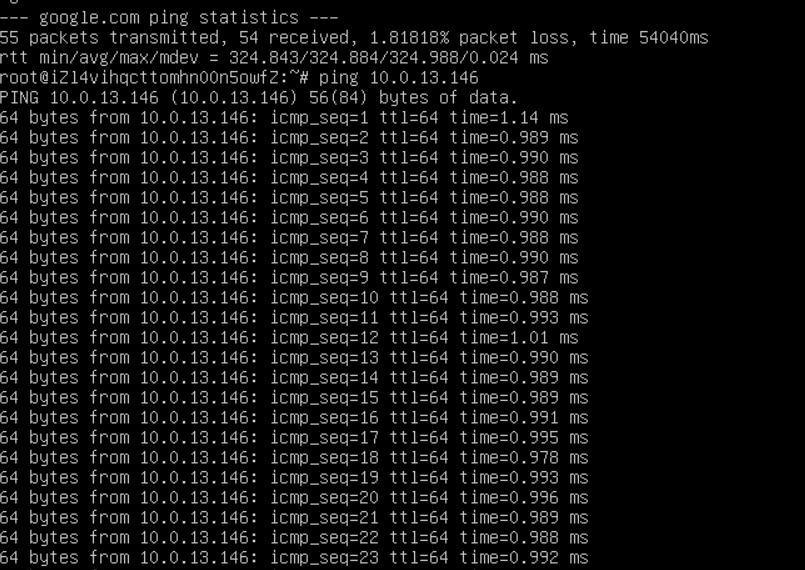 --- google.com ping statistics ---
55 packets transmitted, 54 received, 1.81818% packet loss, time 54040ms
rtt min/avg/max/mdev = 324.843/324.884/324.988/0.024 ms
root@iZl4vihqcttomhn00n5owfZ:~# ping 10.0.13.146
PING 10.0.13.146 (10.0.13.146) 56(84) bytes of data.
64 bytes from 10.0.13.146: icmp_seq=1 ttl=64 time=1.14 ms
64 bytes from 10.0.13.146: icmp_seq=2 ttl=64 time=0.989 ms
64 bytes from 10.0.13.146: icmp_seq=3 ttl=64 time=0.990 ms
64 bytes from 10.0.13.146: icmp_seq=4 ttl=64 time=0.988 ms
64 bytes from 10.0.13.146: icmp_seq=5 ttl=64 time=0.988 ms
64 bytes from 10.0.13.146: icmp_seq=6 ttl=64 time=0.990 ms
64 bytes from 10.0.13.146: icmp_seq=7 ttl=64 time=0.988 ms
64 bytes from 10.0.13.146: icmp_seq=8 ttl=64 time=0.990 ms
64 bytes from 10.0.13.146: icmp_seq=9 ttl=64 time=0.987 ms
64 bytes from 10.0.13.146: icmp_seq=10 ttl=64 time=0.988 ms
64 bytes from 10.0.13.146: icmp_seq=11 ttl=64 time=0.993 ms
64 bytes from 10.0.13.146: icmp_seq=12 ttl=64 time=1.01 ms
64 bytes from 10.0.13.146: icmp_seq=13 ttl=64 time=0.990 ms
64 bytes from 10.0.13.146: icmp_seq=14 ttl=64 time=0.989 ms
64 bytes from 10.0.13.146: icmp_seq=15 ttl=64 time=0.989 ms
64 bytes from 10.0.13.146: icmp_seq=16 ttl=64 time=0.991 ms
64 bytes from 10.0.13.146: icmp_seq=17 ttl=64 time=0.995 ms
64 bytes from 10.0.13.146: icmp_seq=18 ttl=64 time=0.978 ms
64 bytes from 10.0.13.146: icmp_seq=19 ttl=64 time=0.993 ms
64 bytes from 10.0.13.146: icmp_seq=20 ttl=64 time=0.996 ms
64 bytes from 10.0.13.146: icmp_seq=21 ttl=64 time=0.989 ms
64 bytes from 10.0.13.146: icmp_seq=22 ttl=64 time=0.988 ms
64 bytes from 10.0.13.146: icmp_seq=23 ttl=64 time=0.992 ms